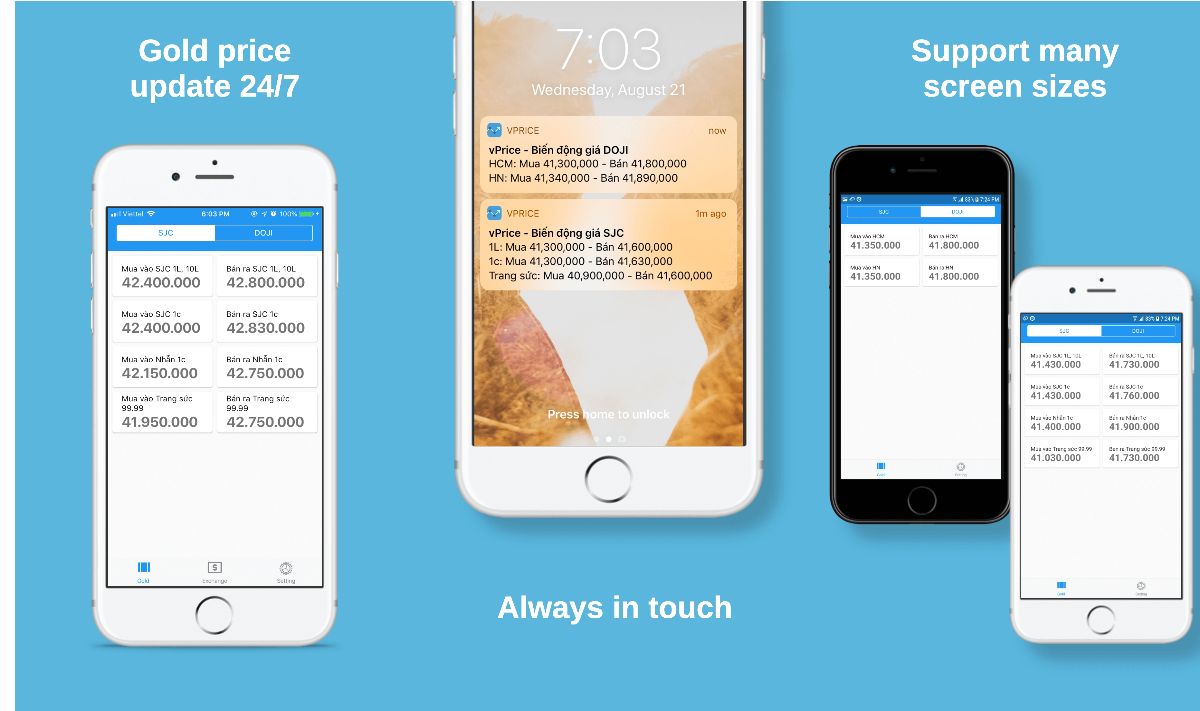 Gold price
update 24/7
Viettel
6:03 PM
100%
SJC
DOJI
Mua vào SJC 1L, 10L
42.400.000
Bán ra SJC 1L, 10L
42.800.000
Mua vào SJC 1c
42.400.000
Bán ra SJC 1c
42.830.000
Mua vào Nhẫn 1c
42.150.000
Bán ra Nhẫn 1c
42.750.000
Mua vào Trang sức
99.99
41.950.000
Bán ra Trang sức
99.99
42.750.000
Gold
Exchange
Setting
7:03
Wednesday, August 21
VPRICE
now
vPrice - Biến động giá DOJI
HCM: Mua 41,300,000 - Bán 41,800,000
HN: Mua 41,340,000 - Bán 41,890,000
VPRICE
1m ago
vPrice - Biến động giá SJC
1L: Mua 41,300,000 - Bán 41,600,000
1c: Mua 41,300,000 - Bán 41,630,000
Trang sức: Mua 40,900,000 - Bán 41,600,000
Press home to unlock
Always in touch
Support many
screen sizes
83% 7:24 PM
SJC
DOJI
Mua vào HCM
41.350.000
Bán ra HCM
41.800.000
Mua vào HN
41.350.000
Bán ra HN
41.800.000
Gold
Setting
83% 7:24 PM
SJC
DOJI
Mua vào SJC 1L, 10L
41.430.000
Bán ra SJC 1L, 10L
41.730.000
Mua vào SJC 1c
41.430.000
Bán ra SJC 1c
41.760.000
Mua vào Nhẫn 1c
41.400.000
Bán ra Nhẫn 1c
41.900.000
Mua vào Trang sức 99.99
41.030.000
Bán ra Trang sức 99.99
41.730.000
Gold
Setting